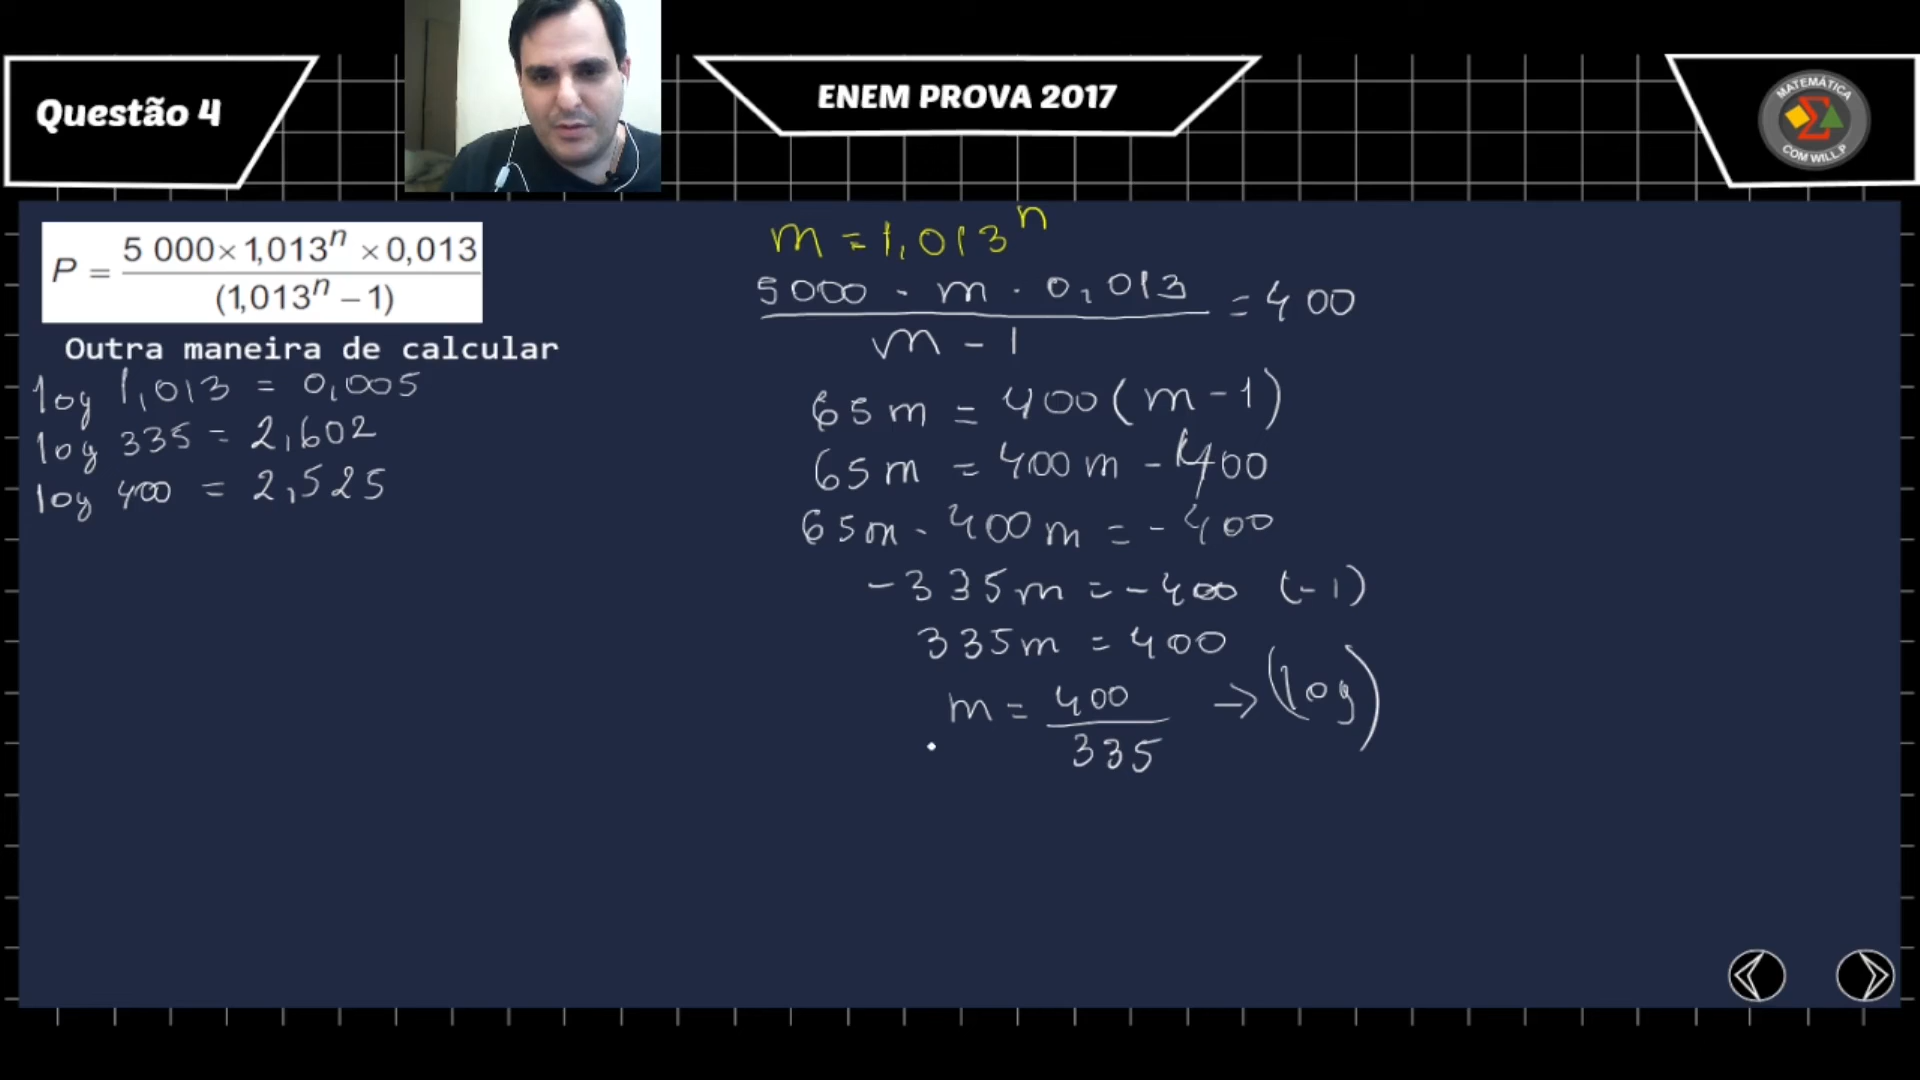 Questão 4
ENEM PROVA 2017
MATEMÁTICA
COM WILL.P
P = 5 000×1,013ⁿ ×0,013
(1,013ⁿ – 1)
Outra maneira de calcular
log 1,013 = 0,005
log 335 = 2,602
log 400 = 2,525
m = 1,013ⁿ
5000 · m · 0,013 = 400
m - 1
65m = 400(m-1)
65m = 400m - 400
65m - 400m = -400
-335m = -400 (-1)
335m = 400
m = 400 → (log)
335